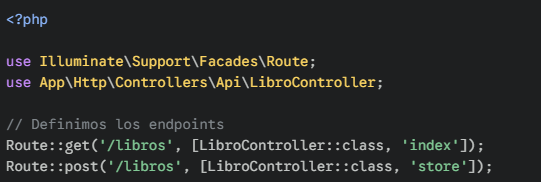 <?php
use Illuminate\Support\Facades\Route;
use App\Http\Controllers\Api\LibroController;
// Definimos los endpoints
Route::get('/libros', [LibroController::class, 'index']);
Route::post('/libros', [LibroController::class, 'store']);